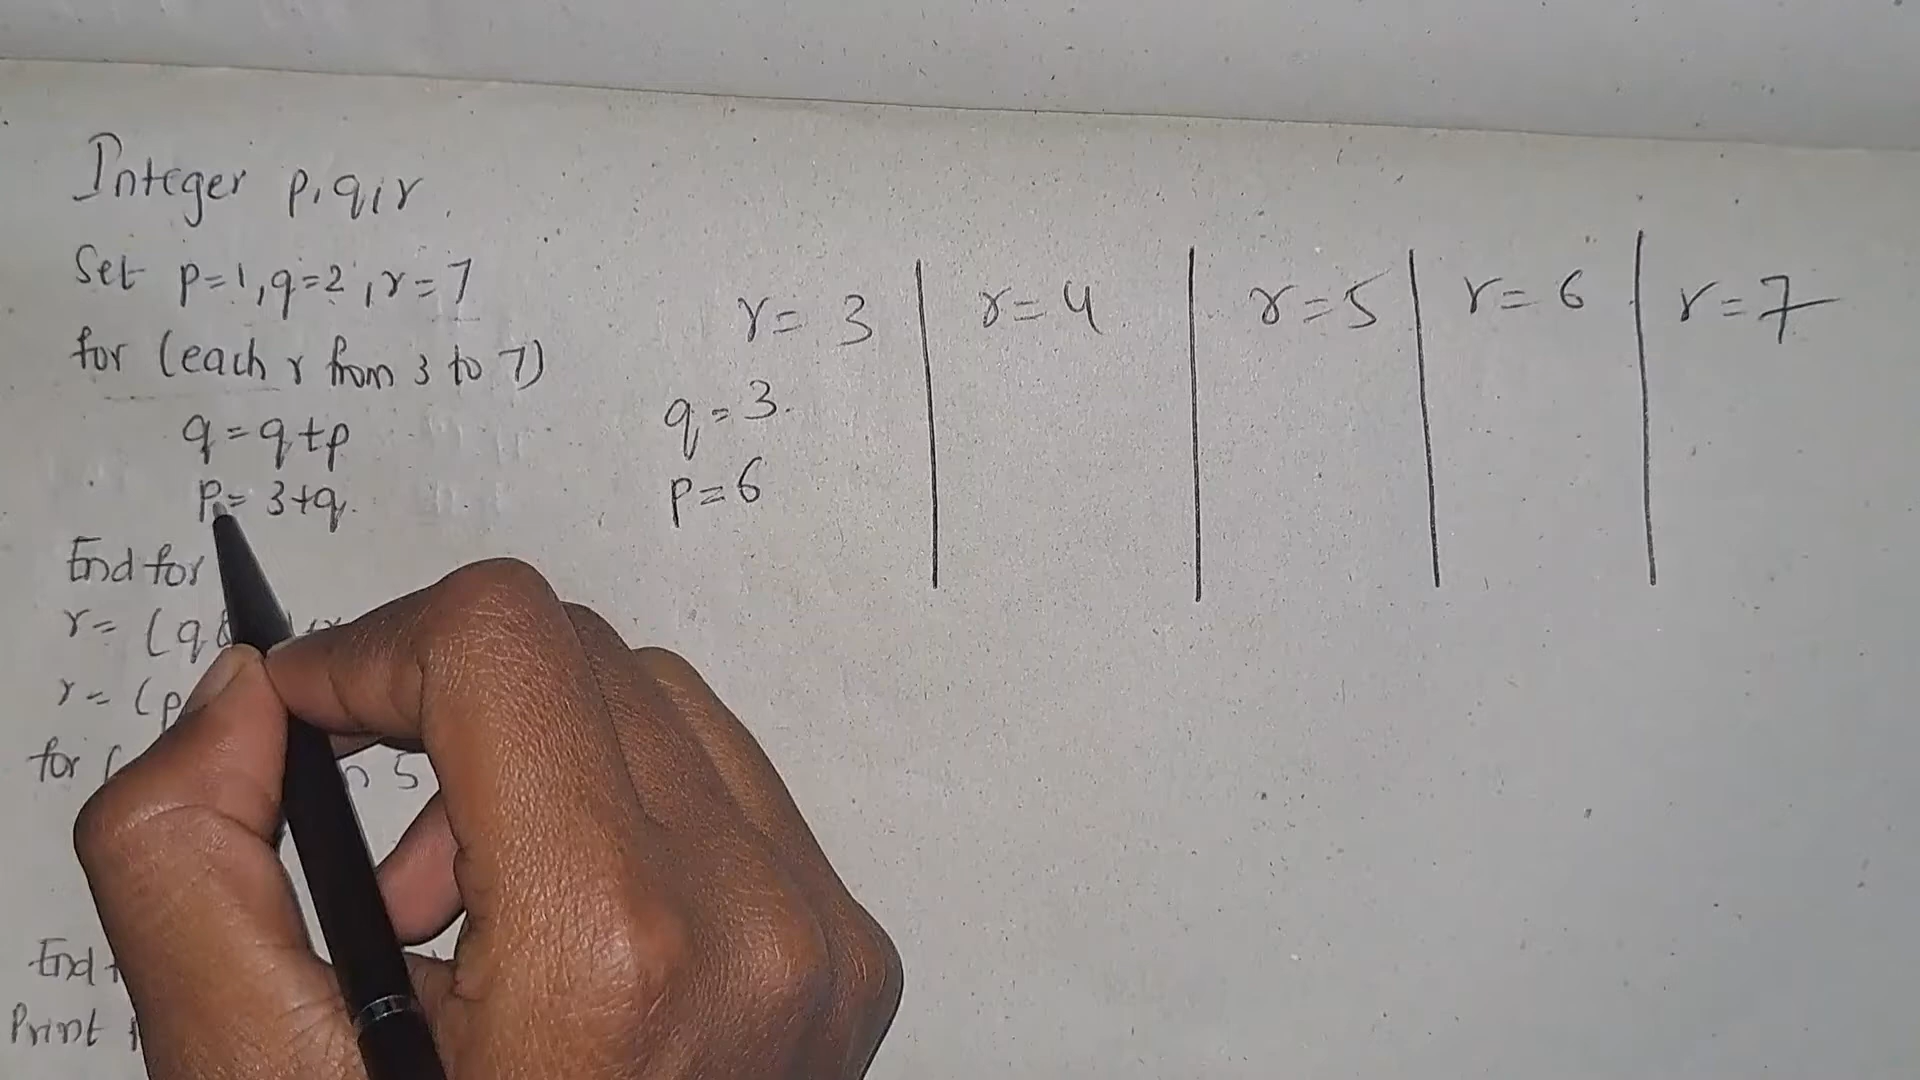 Integer p, q, r
Set p=1, q=2, r=7
for (each r from 3 to 7)
q = q+p
p = 3+q
End for
r = (q
r = (p
for ( 5
End
Print
r = 3
q = 3.
p = 6
r = 4
r = 5
r = 6
r = 7